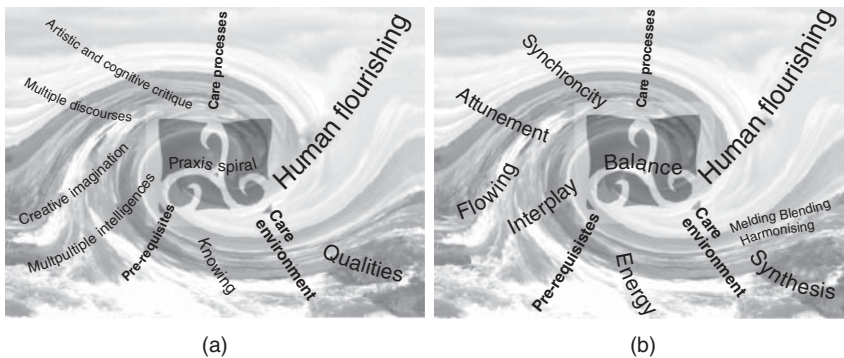 Artistic and cognitive critique
Multiple discourses
Creative imagination
Multpultiple intelligences
Care processes
Human flourishing
Praxis spiral
Pre-requisites
Knowing
Care
environment
Qualities
(a)
Synchroncity
Attunement
Flowing
Interplay
Care processes
Human flourishing
Balance
Pre-requisistes
Energy
Care
environment
Melding Blending
Harmonising
Synthesis
(b)